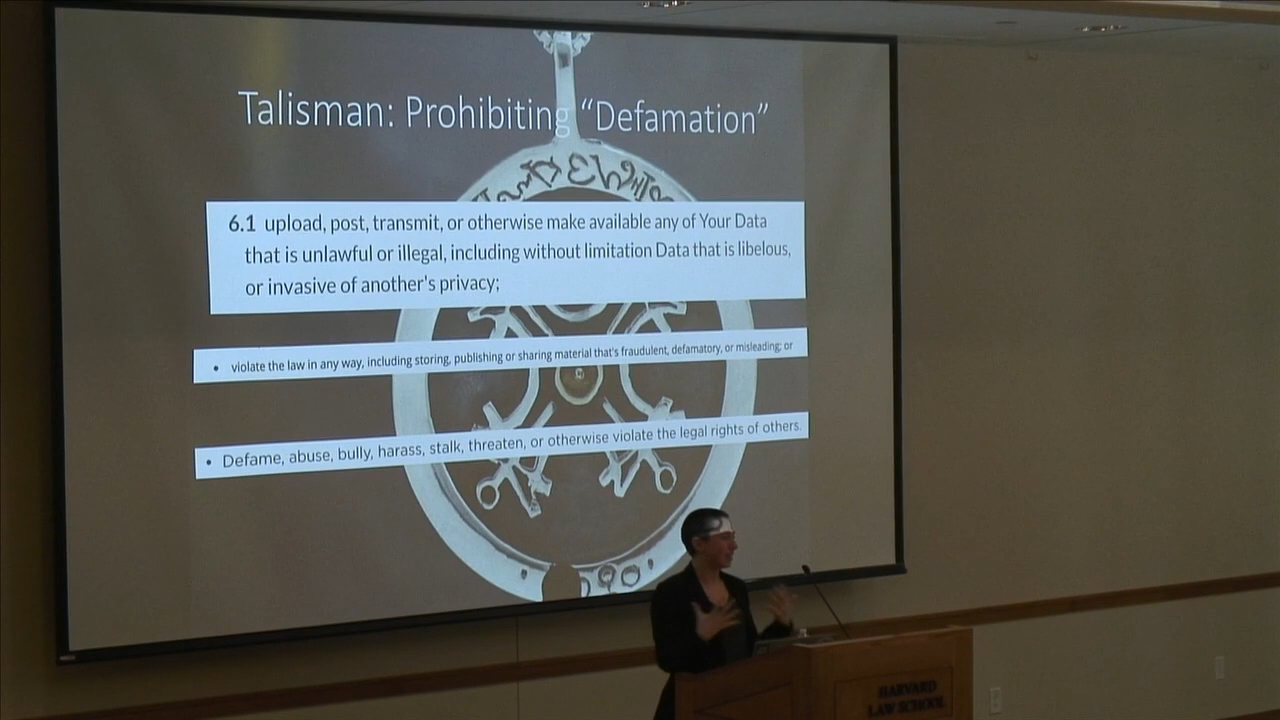 Talisman: Prohibiting “Defamation”
6.1 upload, post, transmit, or otherwise make available any of Your Data
that is unlawful or illegal, including without limitation Data that is libelous,
or invasive of another's privacy;
• violate the law in any way, including storing, publishing or sharing material that's fraudulent, defamatory, or misleading; or
• Defame, abuse, bully, harass, stalk, threaten, or otherwise violate the legal rights of others.
HARVARD
LAW SCHOOL